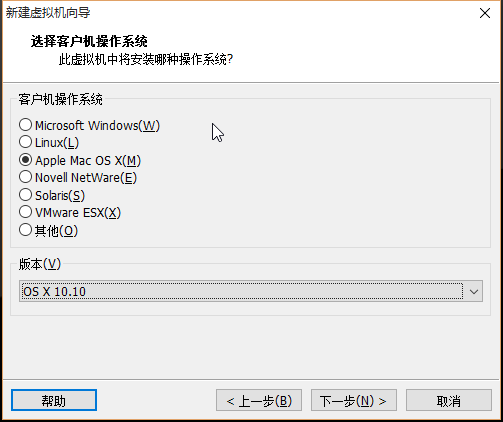 新建虚拟机向导
选择客户机操作系统
此虚拟机中将安装哪种操作系统?
客户机操作系统
Microsoft Windows(W)
Linux(L)
Apple Mac OS X(M)
Novell NetWare(E)
Solaris(S)
VMware ESX(X)
其他(O)
版本(V)
OS X 10.10
帮助
< 上一步(B)
下一步(N) >
取消